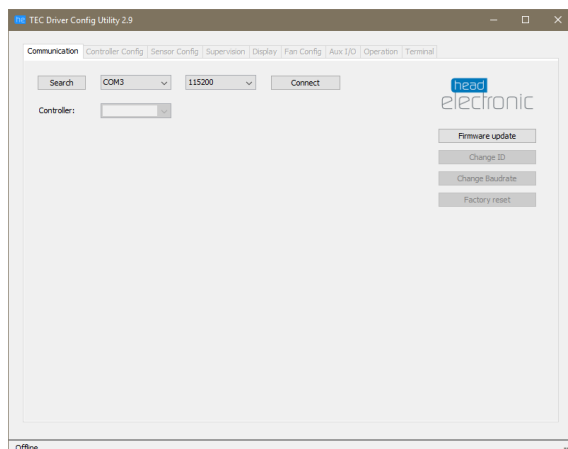 he TEC Driver Config Utility 2.9
Communication Controller Config Sensor Config Supervision Display Fan Config Aux I/O Operation Terminal
Search COM3 115200 Connect
head
electronic
Controller:
Firmware update
Change ID
Change Baudrate
Factory reset
Offline